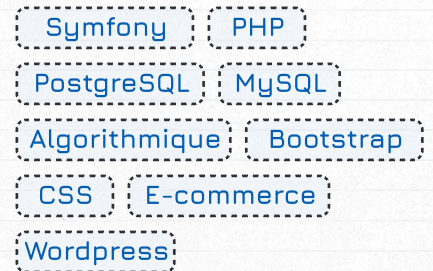 Symfony PHP
PostgreSQL MySQL
Algorithmique Bootstrap
CSS E-commerce
Wordpress